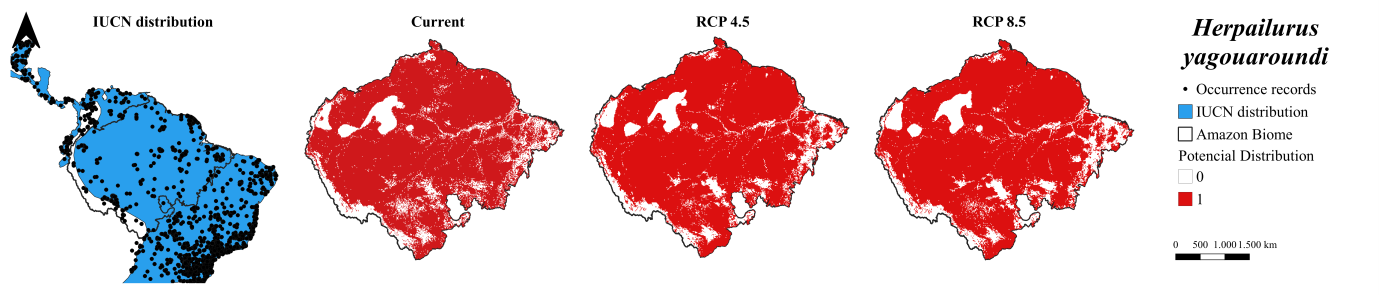 IUCN distribution
Current
RCP 4.5
RCP 8.5
Herpailurus
yagouaroundi
Occurrence records
IUCN distribution
Amazon Biome
Potencial Distribution
0
1
0 500 1.000 1.500 km